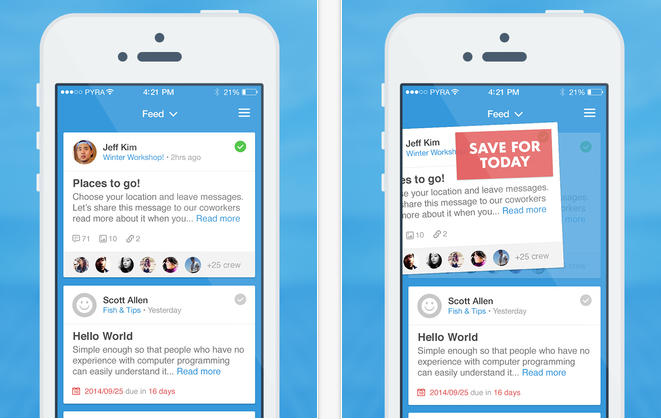 PYRA 4:21 PM 21%
Feed
Jeff Kim
Winter Workshop! • 2hrs ago
Places to go!
Choose your location and leave messages.
Let's share this message to our coworkers
read more about it when you... Read more
71 10 2
+25 crew
Scott Allen
Fish & Tips • Yesterday
Hello World
Simple enough so that people who have no
experience with computer programming
can easily understand it... Read more
2014/09/25 due in 16 days
PYRA 4:21 PM 21%
Feed
Jeff Kim
Winter Worksh
SAVE FOR
TODAY
es to go!
se your location and leave messages.
share this message to our coworkers
more about it when you... Read more
10 2
+25 crew
Scott Allen
Fish & Tips • Yesterday
Hello World
Simple enough so that people who have no
experience with computer programming
can easily understand it... Read more
2014/09/25 due in 16 days